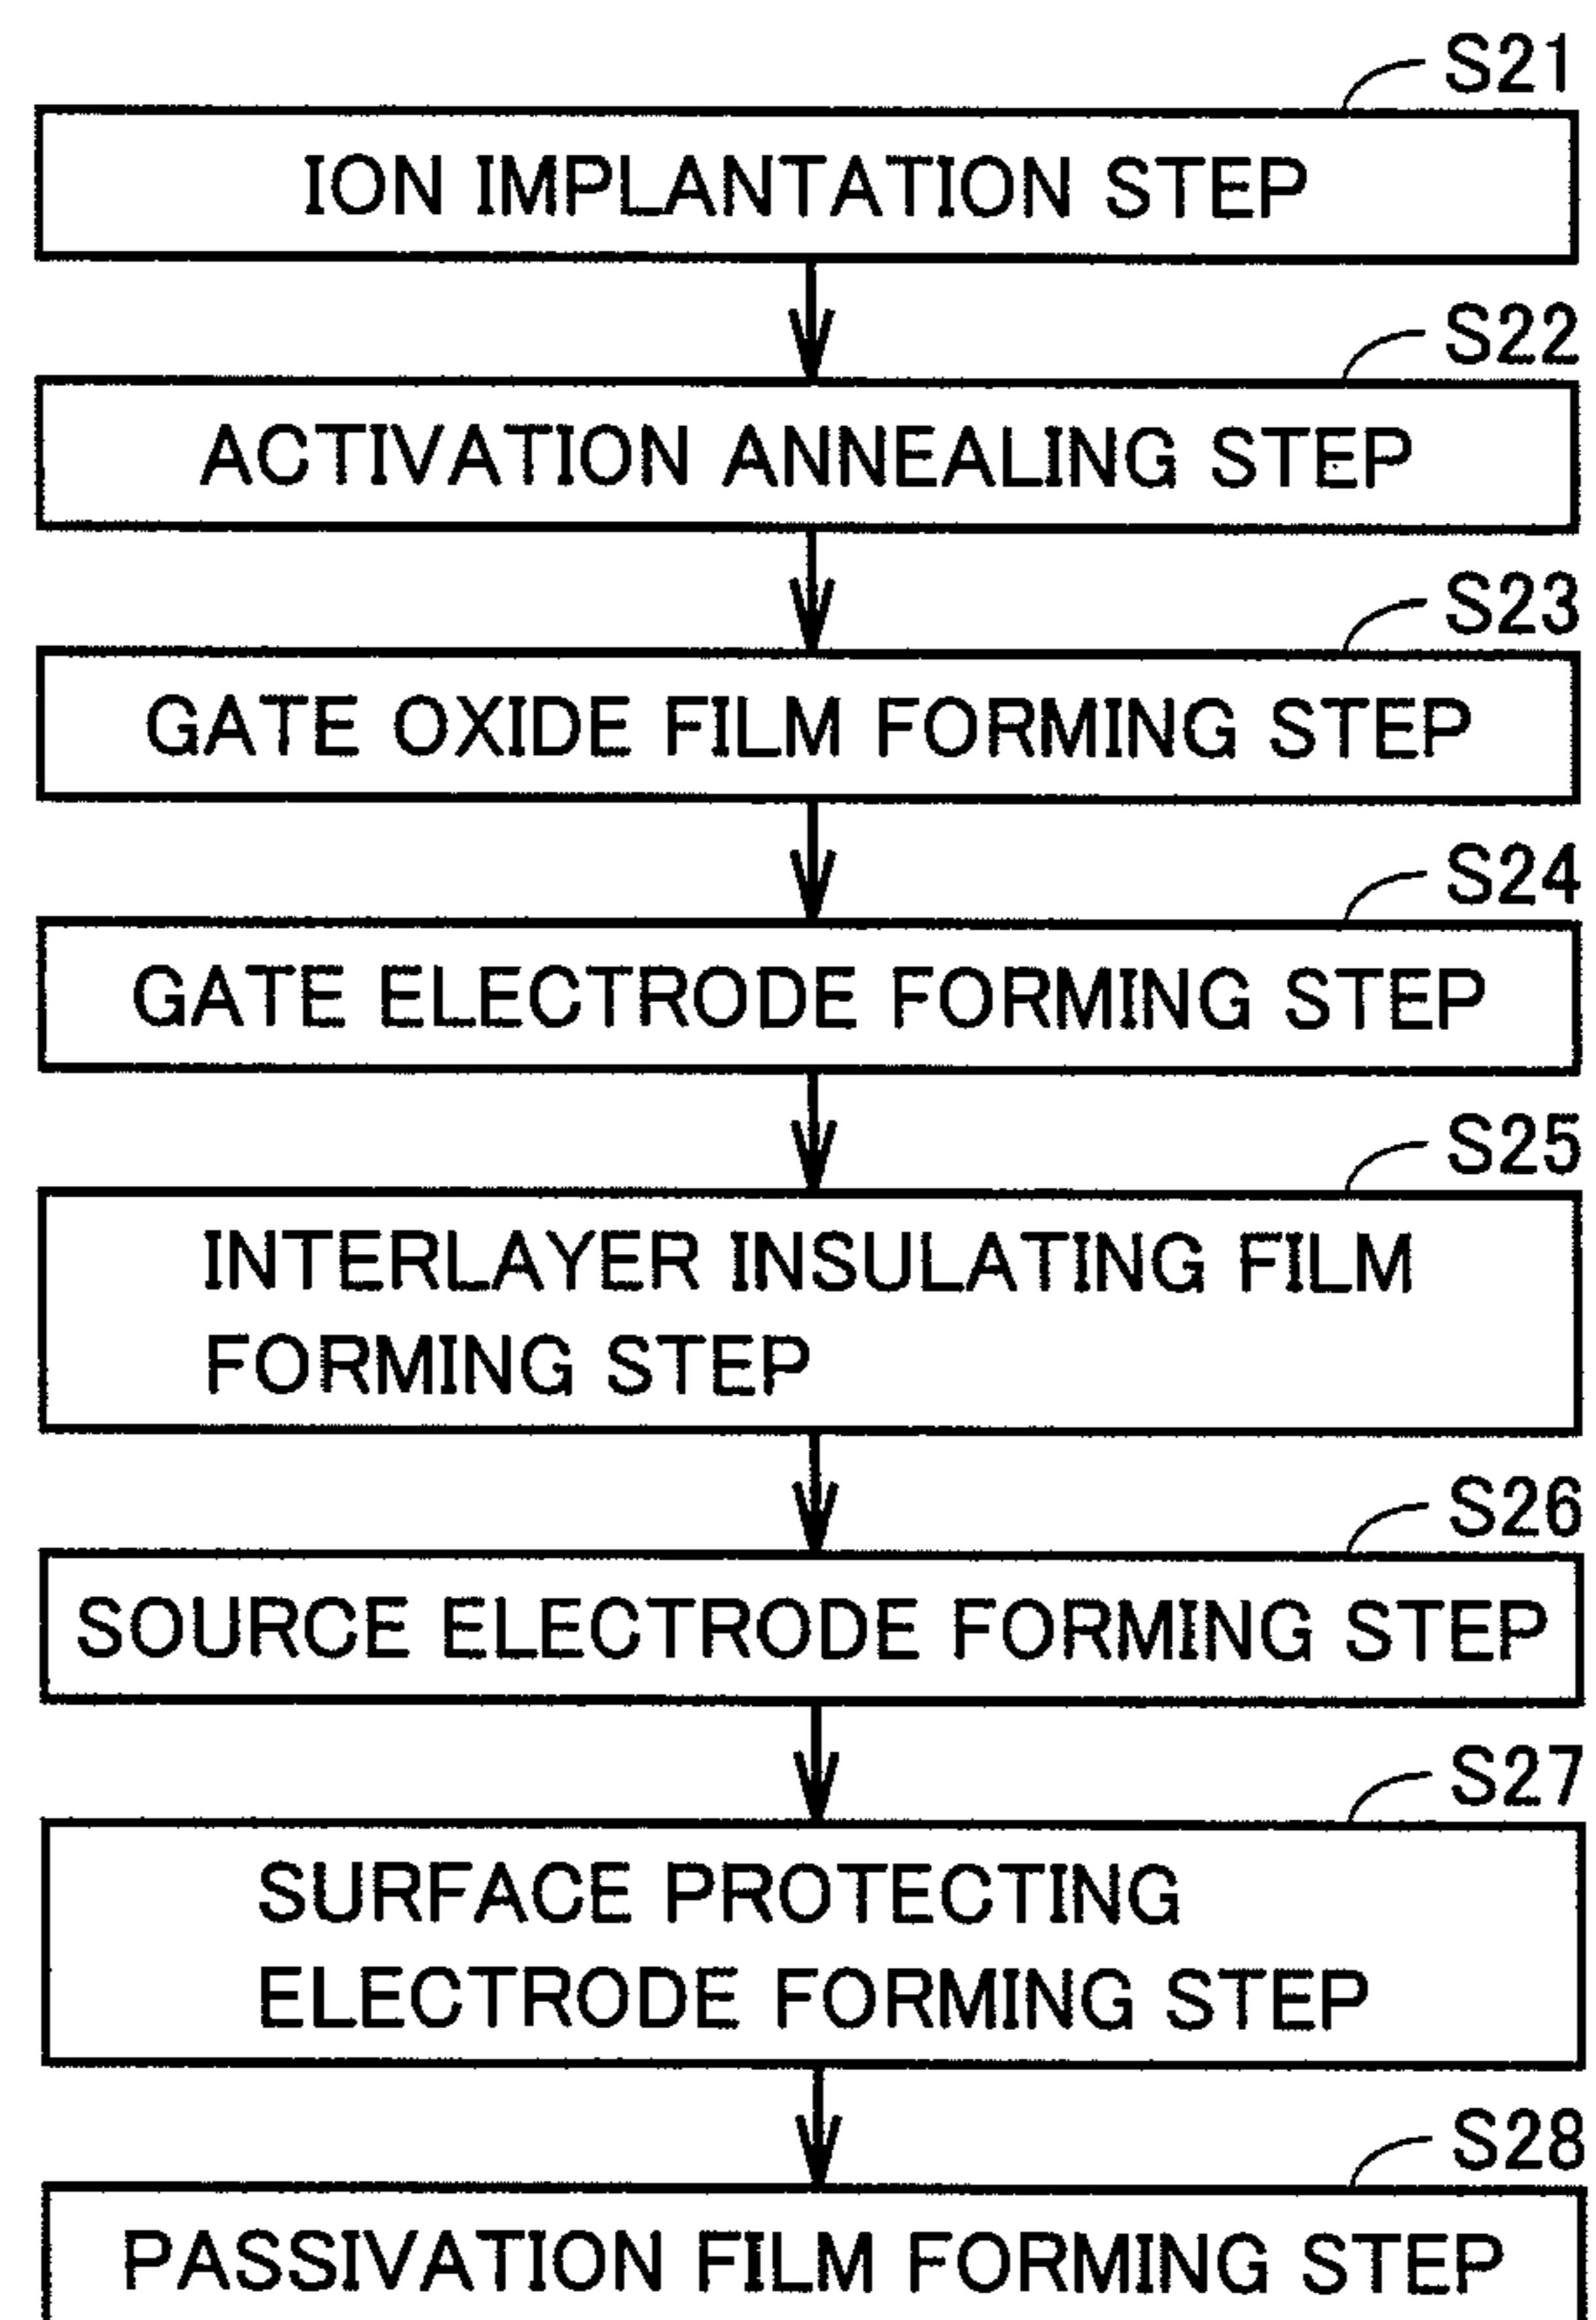 S21
ION IMPLANTATION STEP
S22
ACTIVATION ANNEALING STEP
S23
GATE OXIDE FILM FORMING STEP
S24
GATE ELECTRODE FORMING STEP
S25
INTERLAYER INSULATING FILM
FORMING STEP
S26
SOURCE ELECTRODE FORMING STEP
S27
SURFACE PROTECTING
ELECTRODE FORMING STEP
S28
PASSIVATION FILM FORMING STEP